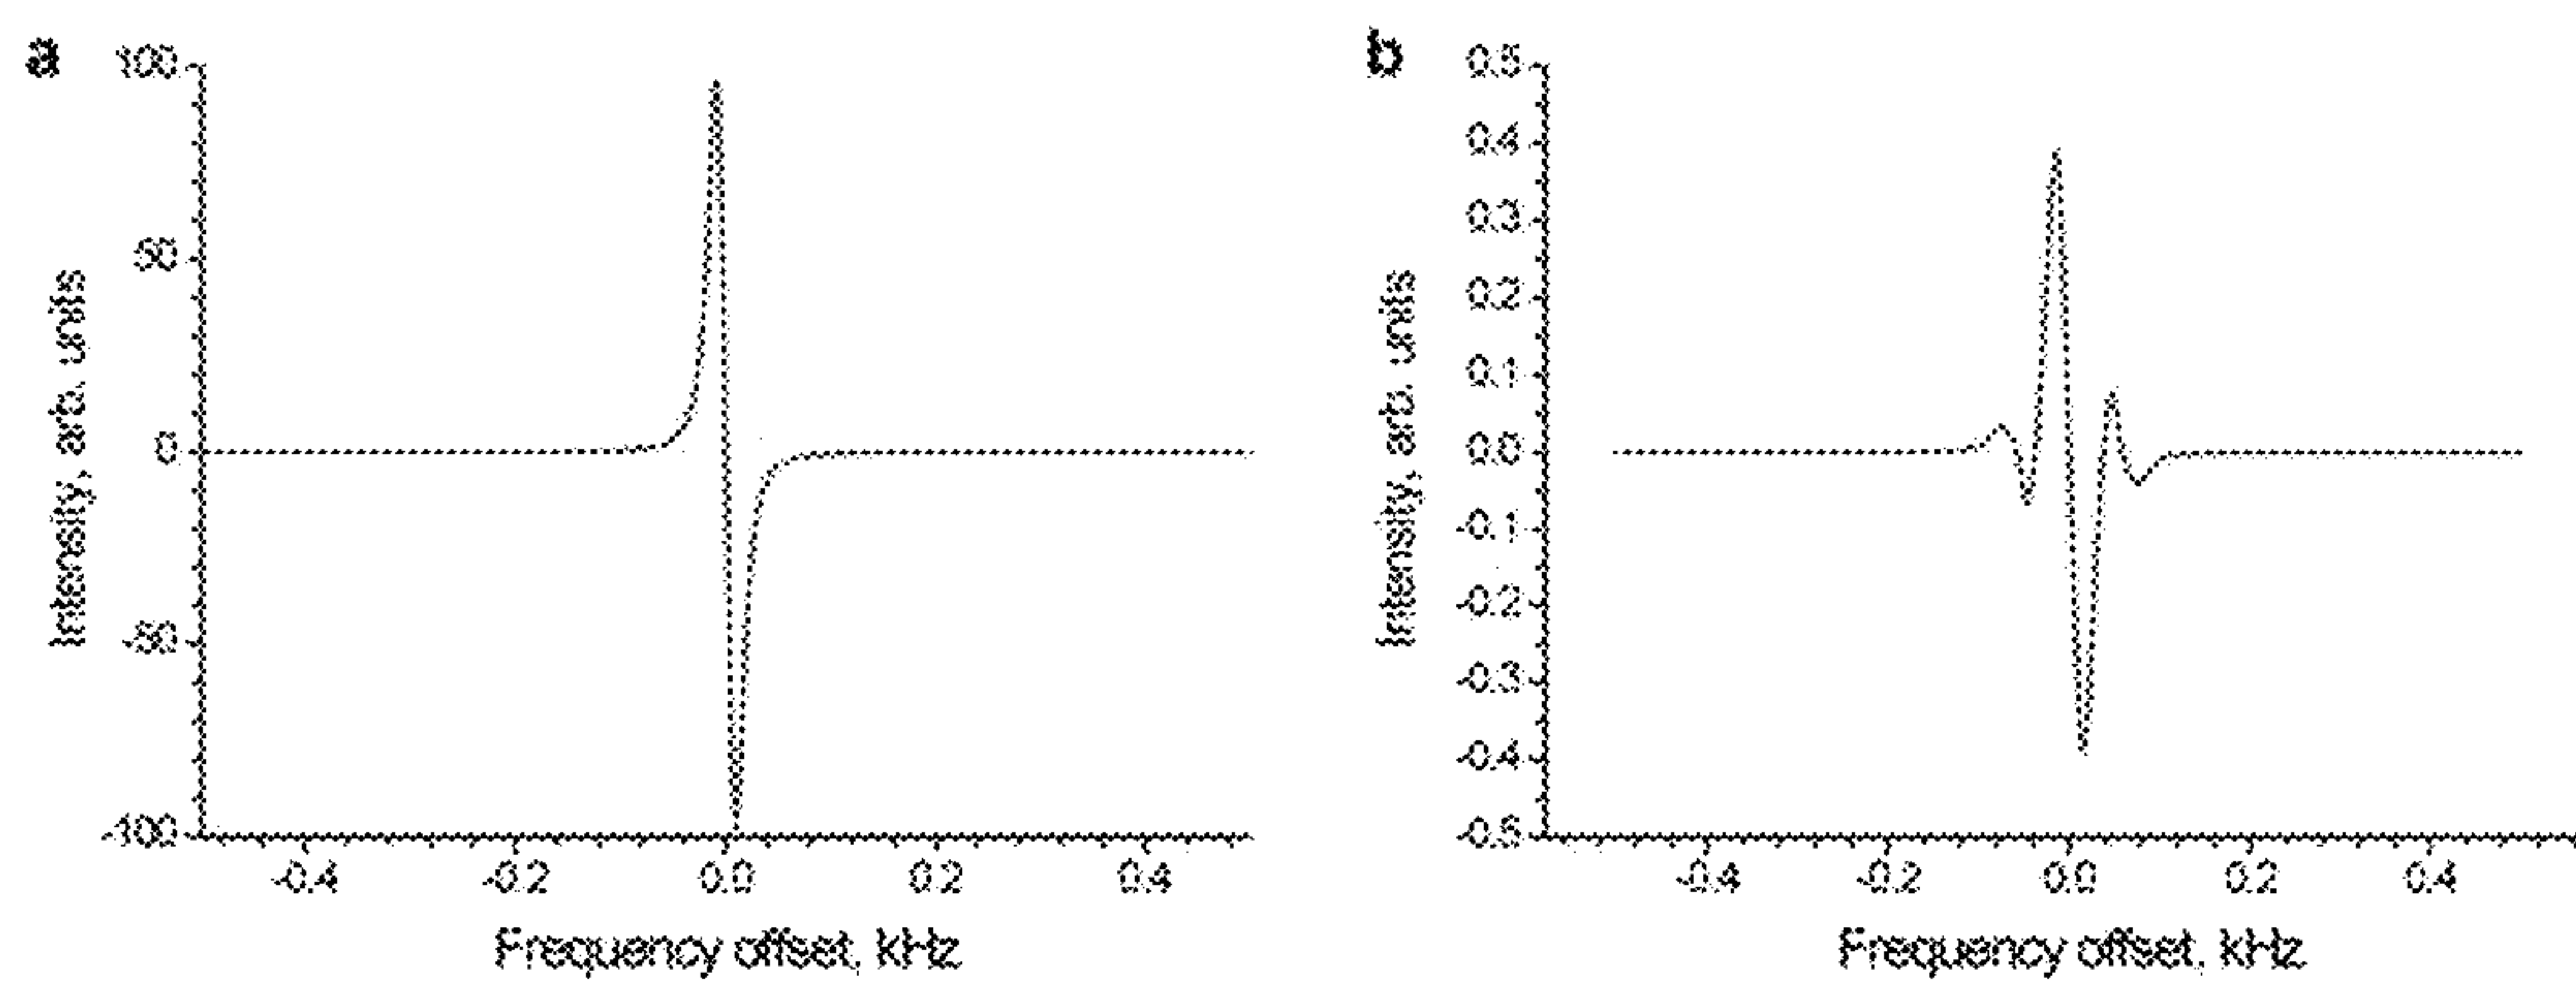 a
100
50
0
-50
-100
-0.4 -0.2 0.0 0.2 0.4
Frequency offset, kHz
Intensity, arb. units
b
0.5
0.4
0.3
0.2
0.1
0.0
-0.1
-0.2
-0.3
-0.4
-0.5
-0.4 -0.2 0.0 0.2 0.4
Frequency offset, kHz
Intensity, arb. units